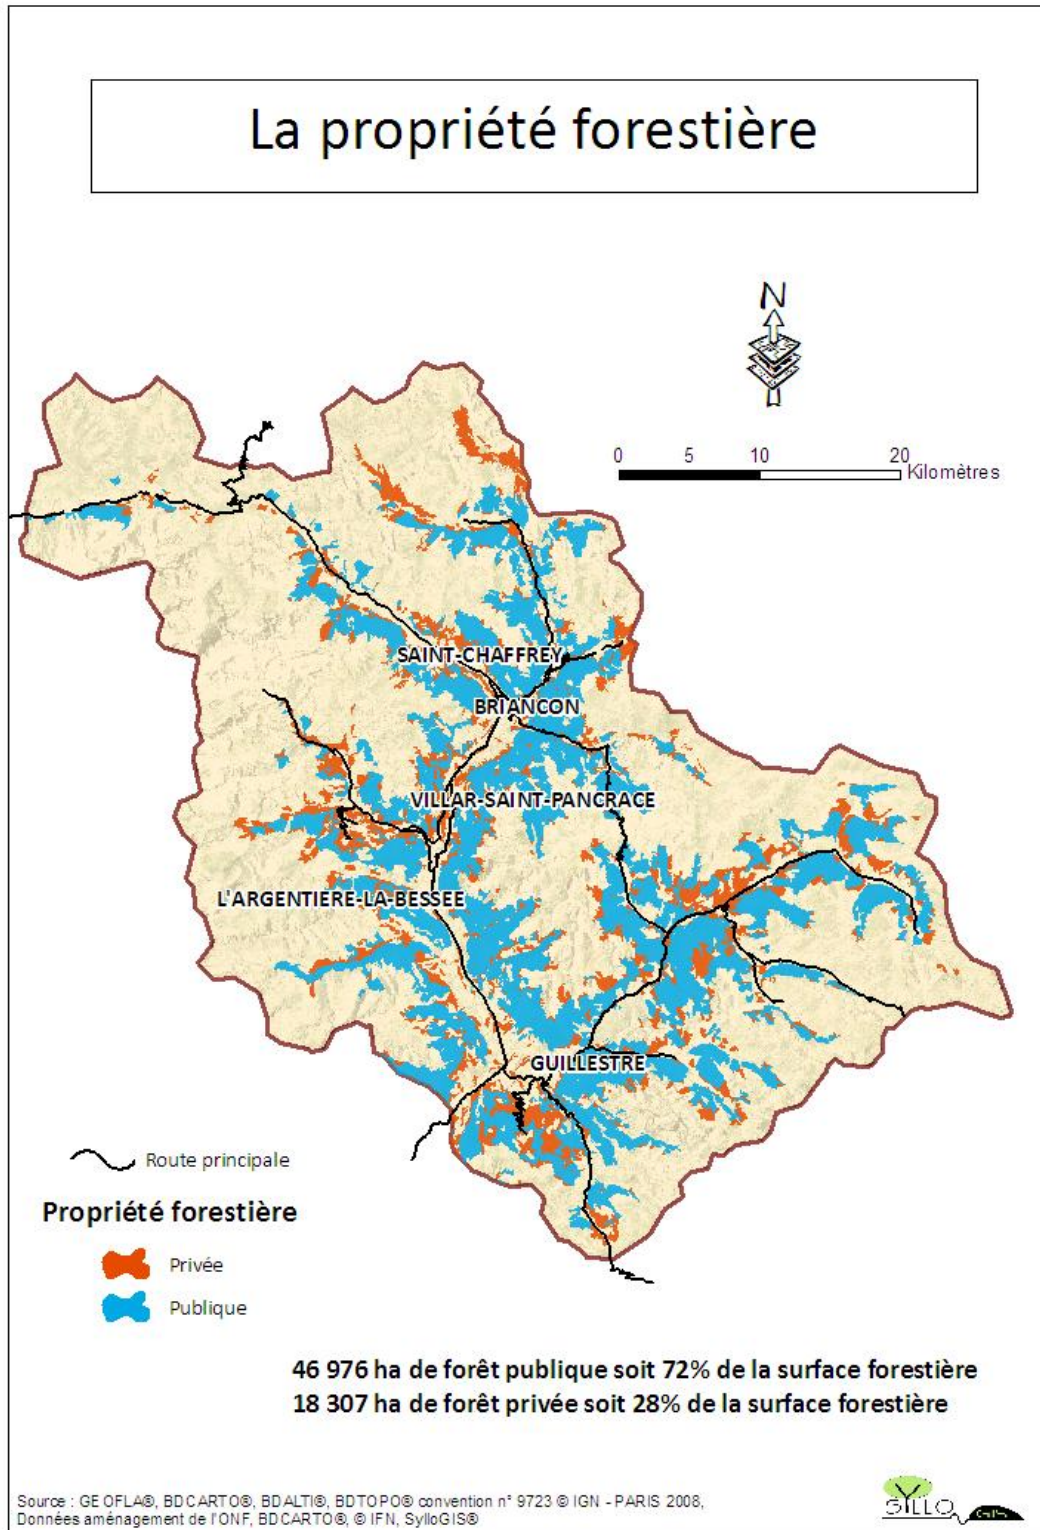 La propriété forestière
N
0 5 10 20
Kilomètres
SAINT-CHAFFREY
BRIANCON
VILLAR-SAINT-PANCRACE
L'ARGENTIERE-LA-BESSEE
GUILLESTRE
Route principale
Propriété forestière
Privée
Publique
46 976 ha de forêt publique soit 72% de la surface forestière
18 307 ha de forêt privée soit 28% de la surface forestière
Source : GEOFLA®, BDCARTO®, BDALTI®, BDTOPO® convention n° 9723 © IGN - PARIS 2008,
Données aménagement de l'ONF, BDCARTO®, © IFN, SylloGIS®
SYLLO GIS